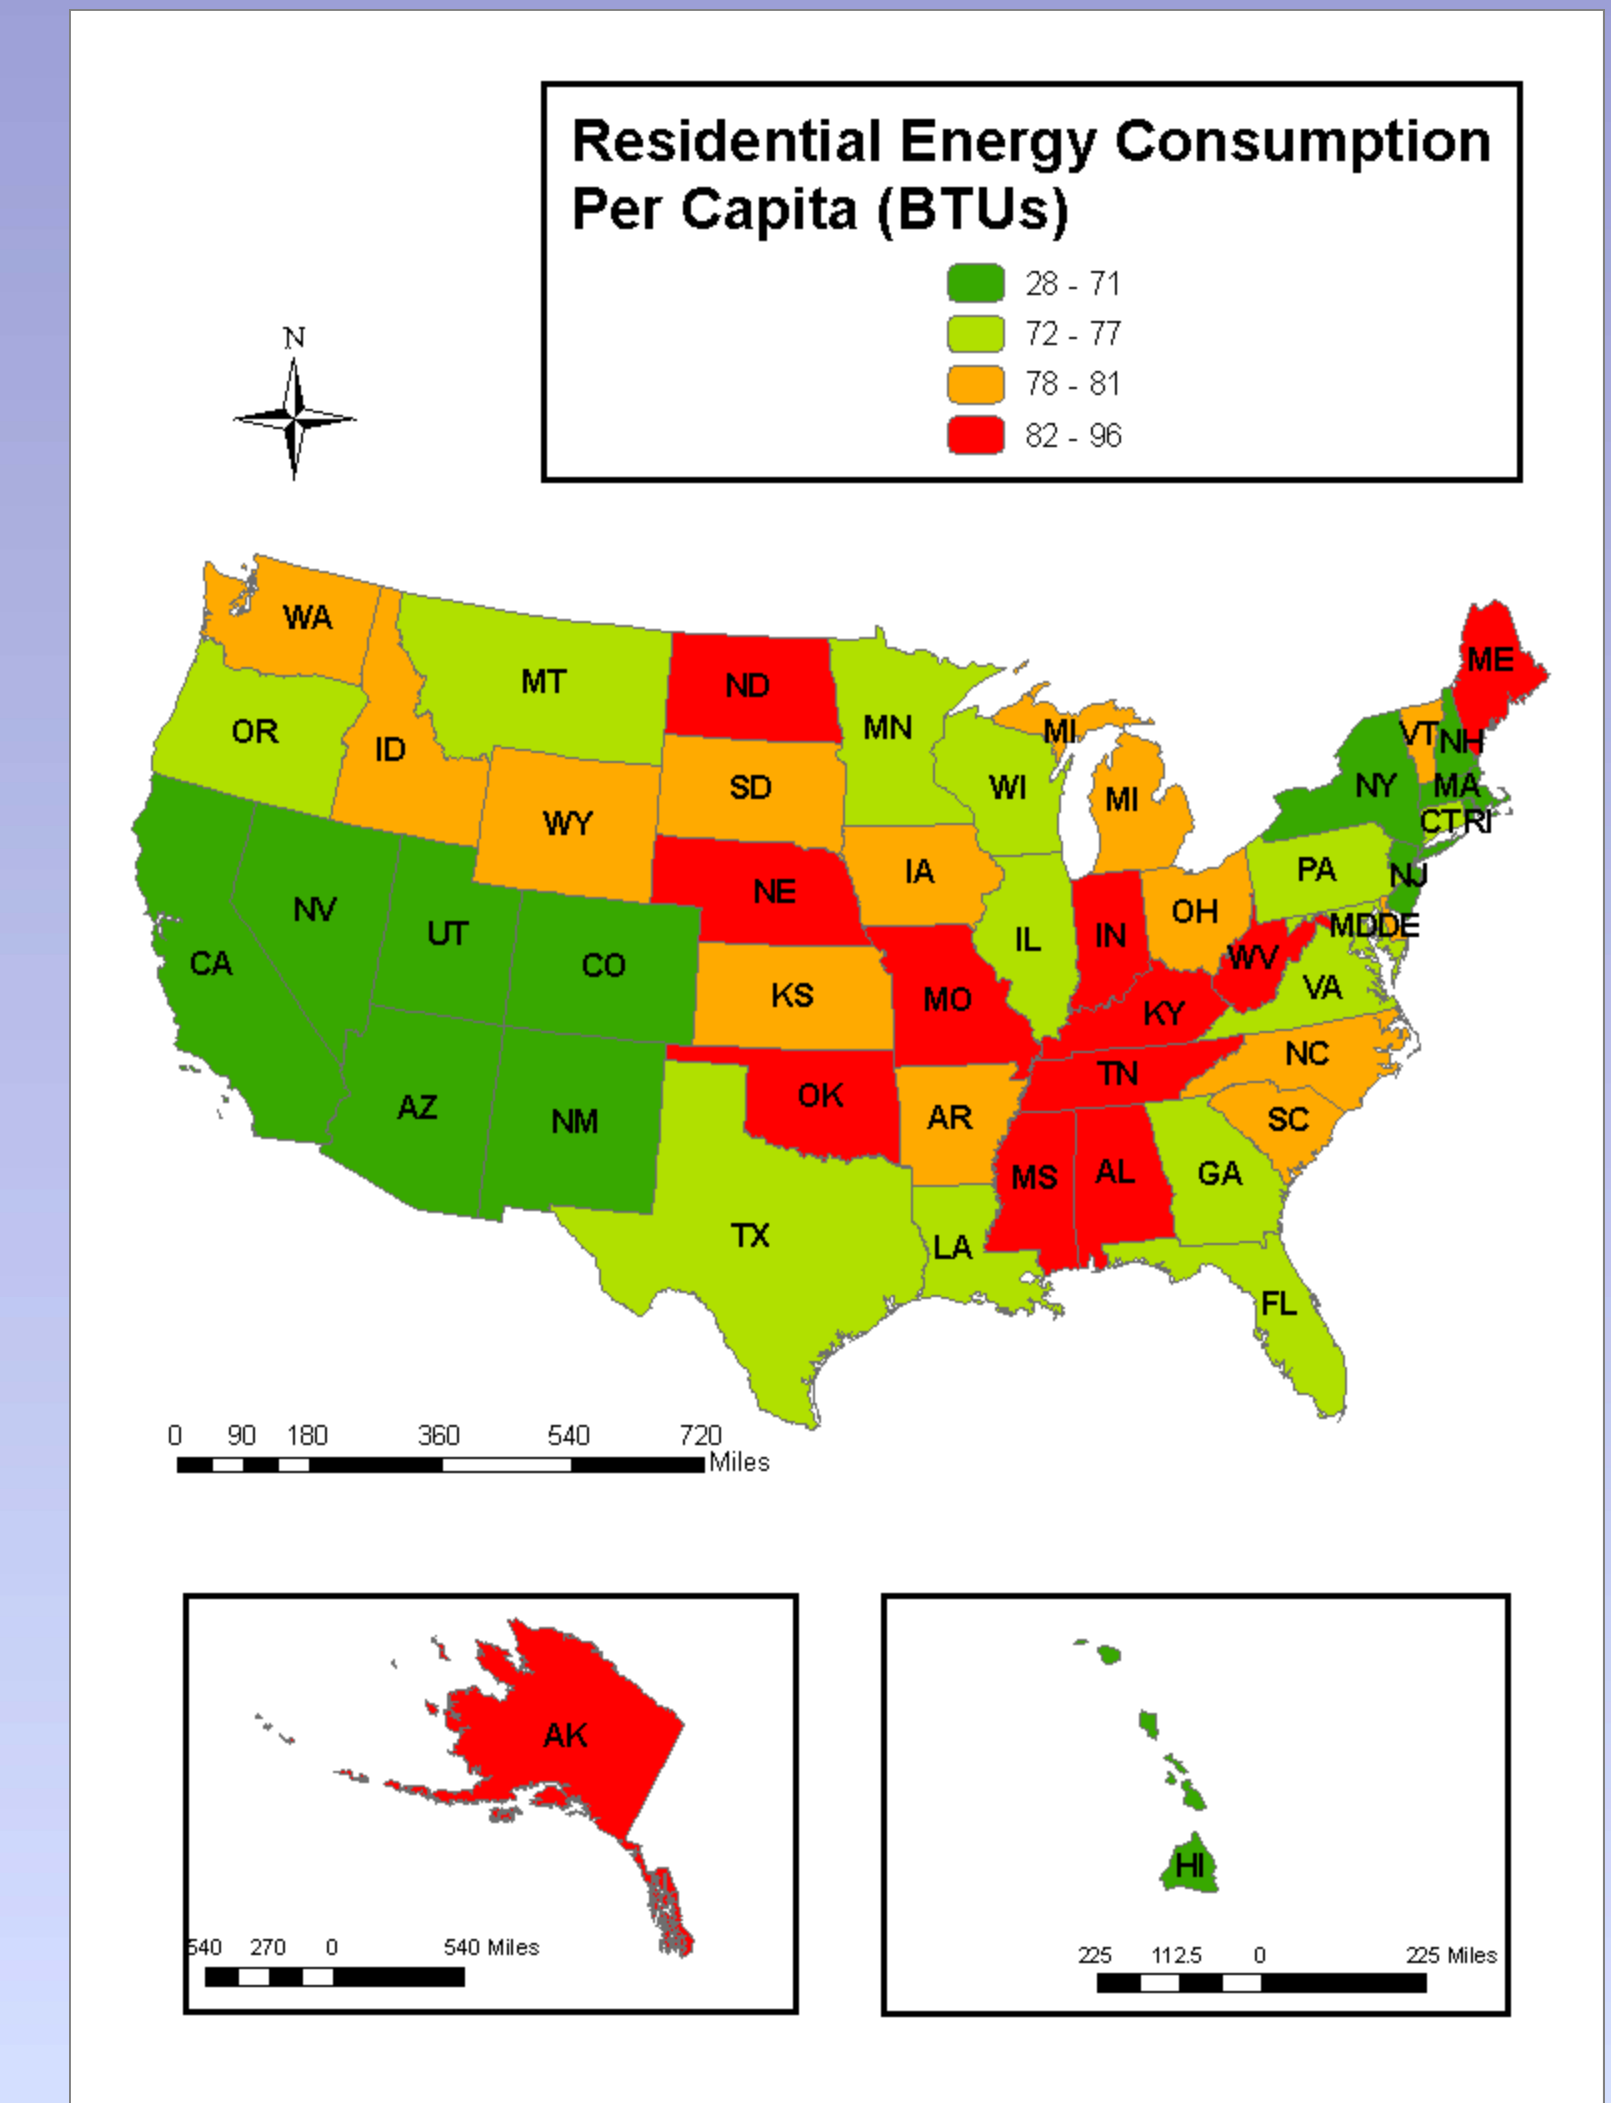 Residential Energy Consumption
Per Capita (BTUs)
28 - 71
72 - 77
78 - 81
82 - 96
N
WA
MT
ND
ME
OR
ID
MN
MI
VT
NH
SD
WI
MI
NY
MA
WY
CT RI
IA
PA
NE
NJ
NV
UT
OH
IL
IN
MD DE
CA
CO
WV
KS
MO
VA
KY
NC
TN
OK
AZ
NM
AR
SC
MS
AL
GA
TX
LA
FL
0 90 180 360 540 720
Miles
AK
540 270 0 540 Miles
HI
225 112.5 0 225 Miles